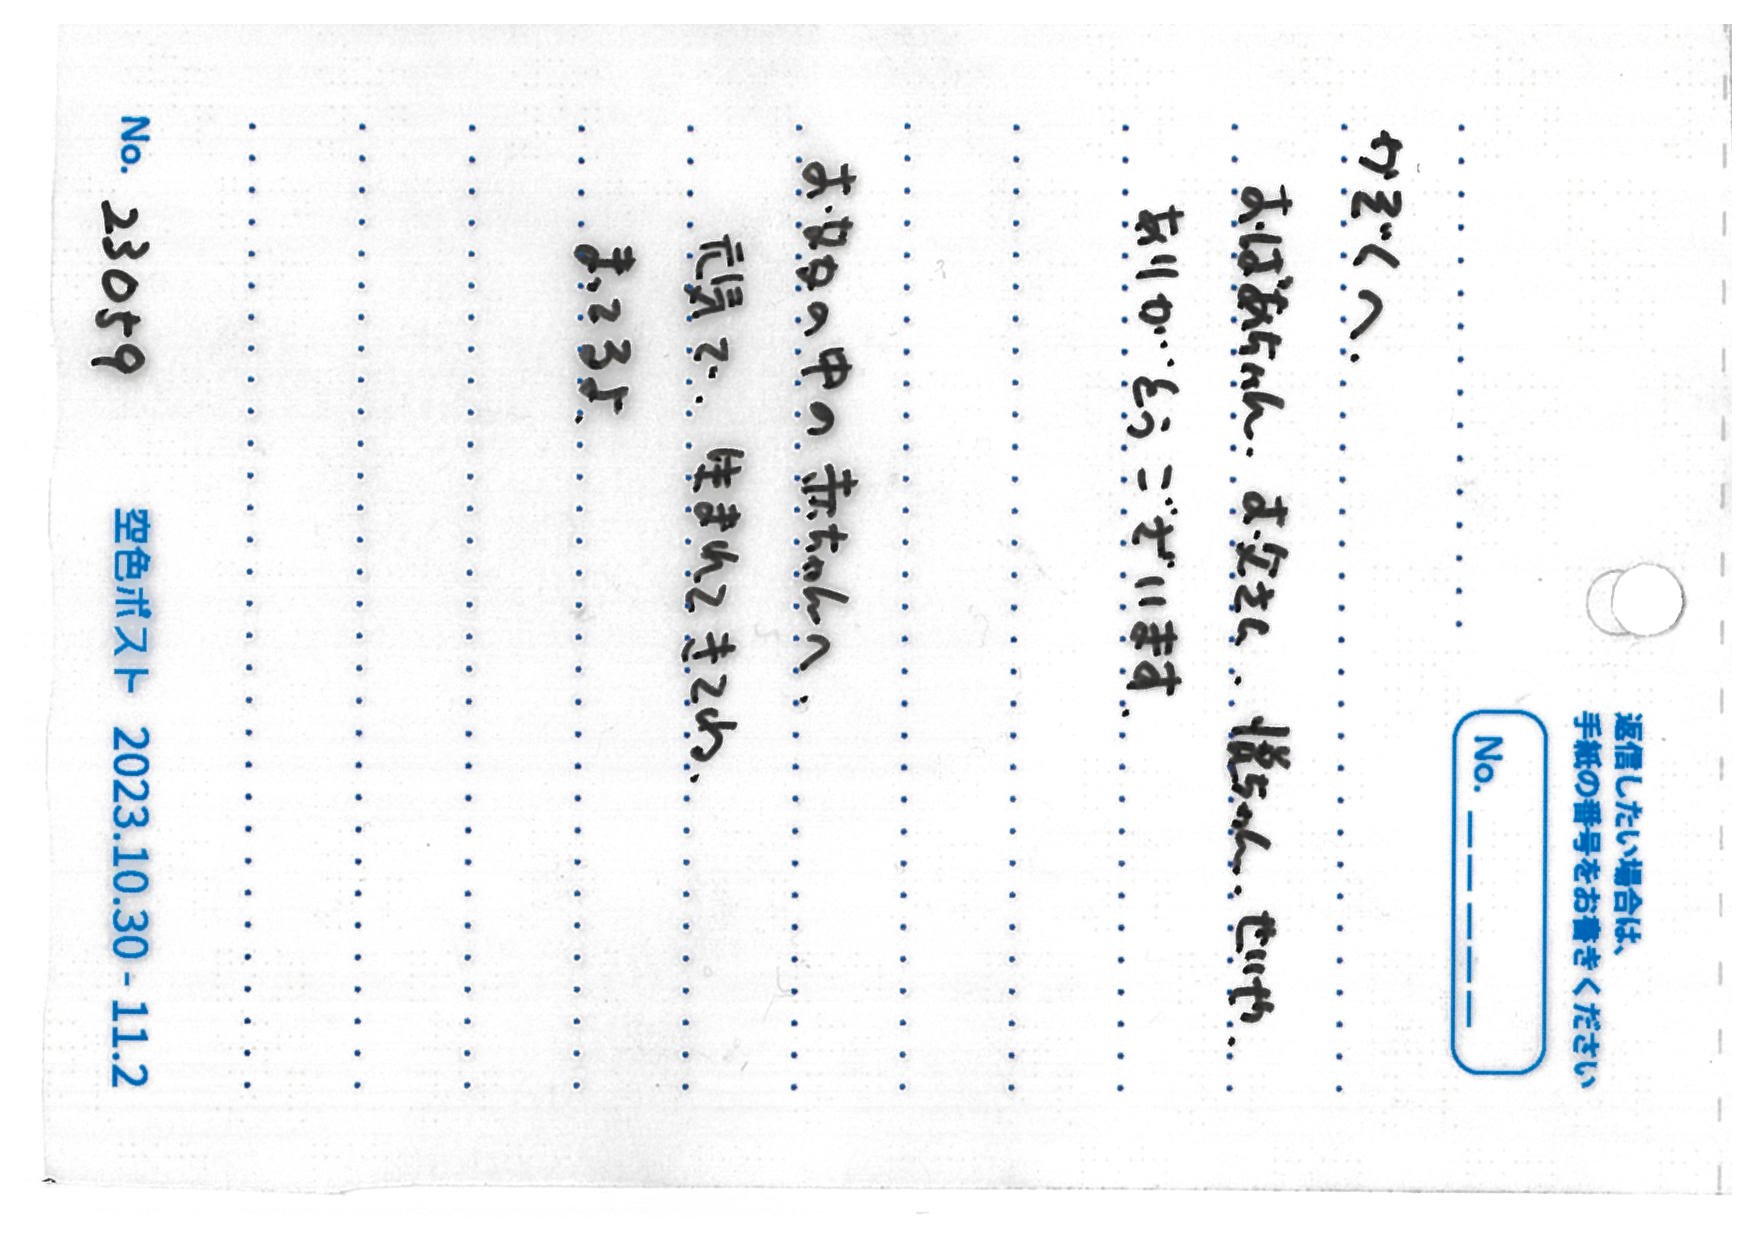 返信したい場合は、
手紙の番号をお書きください
No. _ _ _ _ _
かぞくへ.
おばあちゃん. お父さん. 悦ちゃん. せいや.
ありがとうございます.
お母の中の赤ちゃんへ.
元気で. 生まれてきてね.
まってるよ.
No. 23059
空色ポスト 2023.10.30 - 11.2